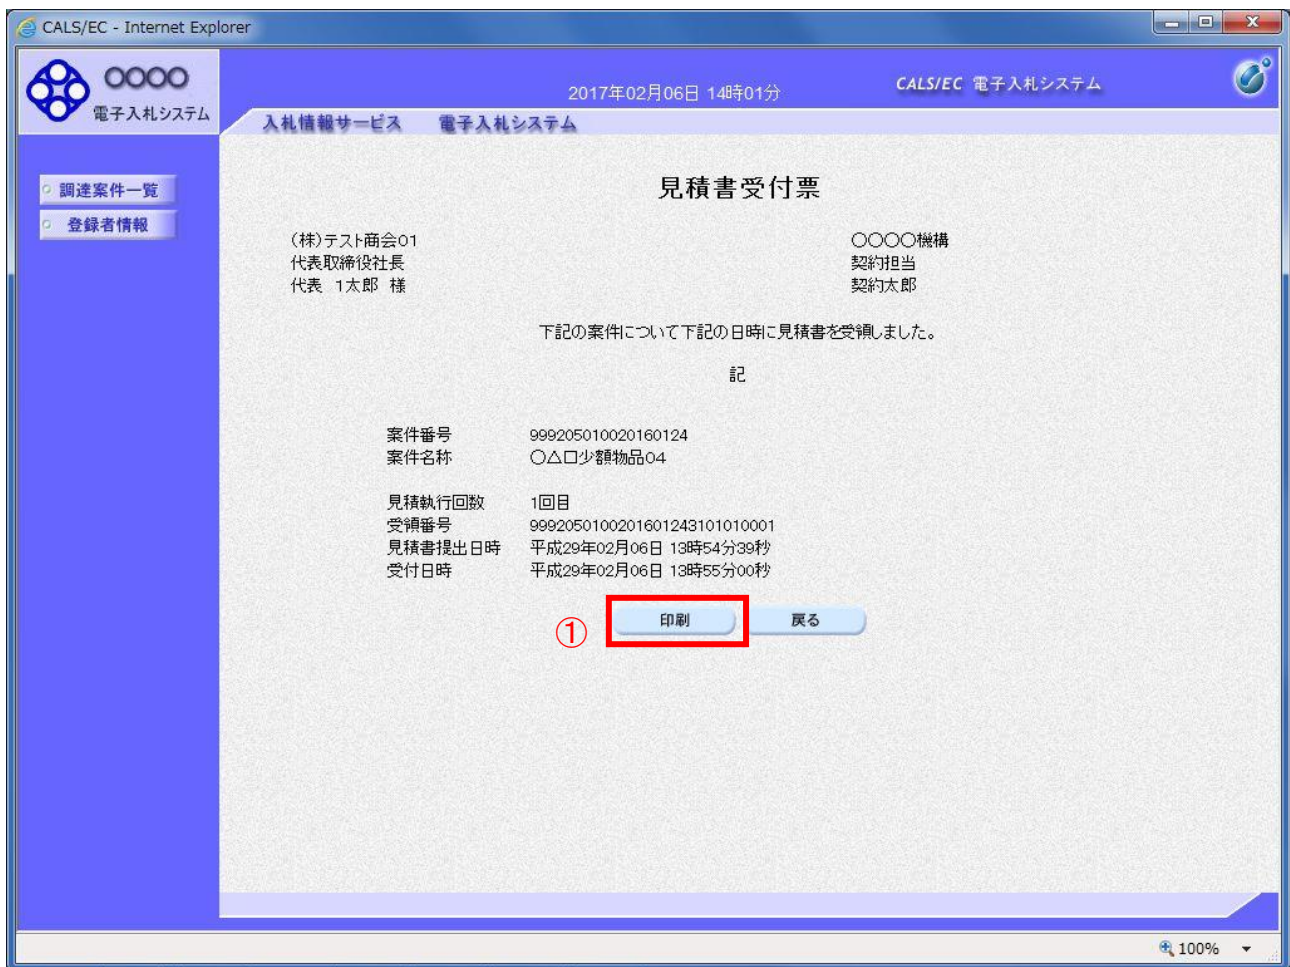 CALS/EC - Internet Explorer
〇〇〇〇
電子入札システム
2017年02月06日 14時01分
CALS/EC 電子入札システム
入札情報サービス 電子入札システム
調達案件一覧
登録者情報
見積書受付票
(株)テスト商会01
代表取締役社長
代表 1太郎 様
〇〇〇〇機構
契約担当
契約太郎
下記の案件について下記の日時に見積書を受領しました。
記
案件番号 999205010020160124
案件名称 〇△口少額物品04
見積執行回数 1回目
受領番号 9992050100201601243101010001
見積書提出日時 平成29年02月06日 13時54分39秒
受付日時 平成29年02月06日 13時55分00秒
① 印刷 戻る
100%